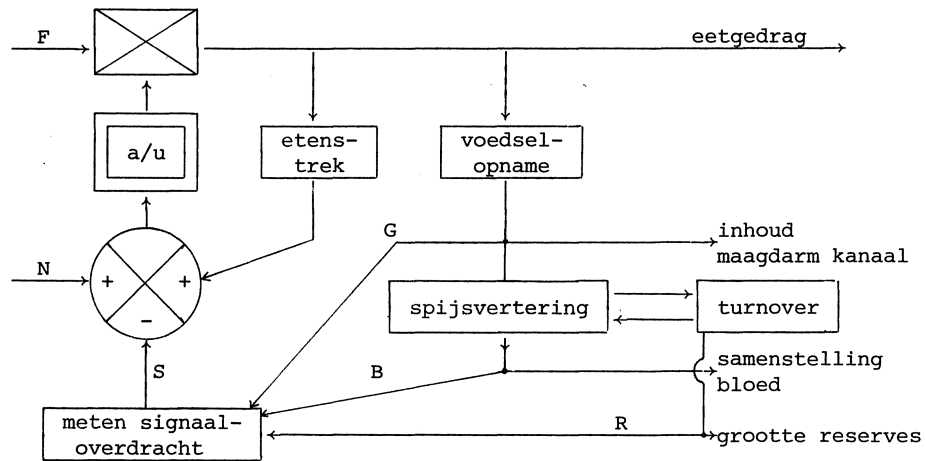 F
eetgedrag
a/u
etens-
trek
voedsel-
opname
G
inhoud
maagdarm kanaal
N
+ +
-
spijsvertering
turnover
S
B
samenstelling
bloed
meten signaal-
overdracht
R
grootte reserves